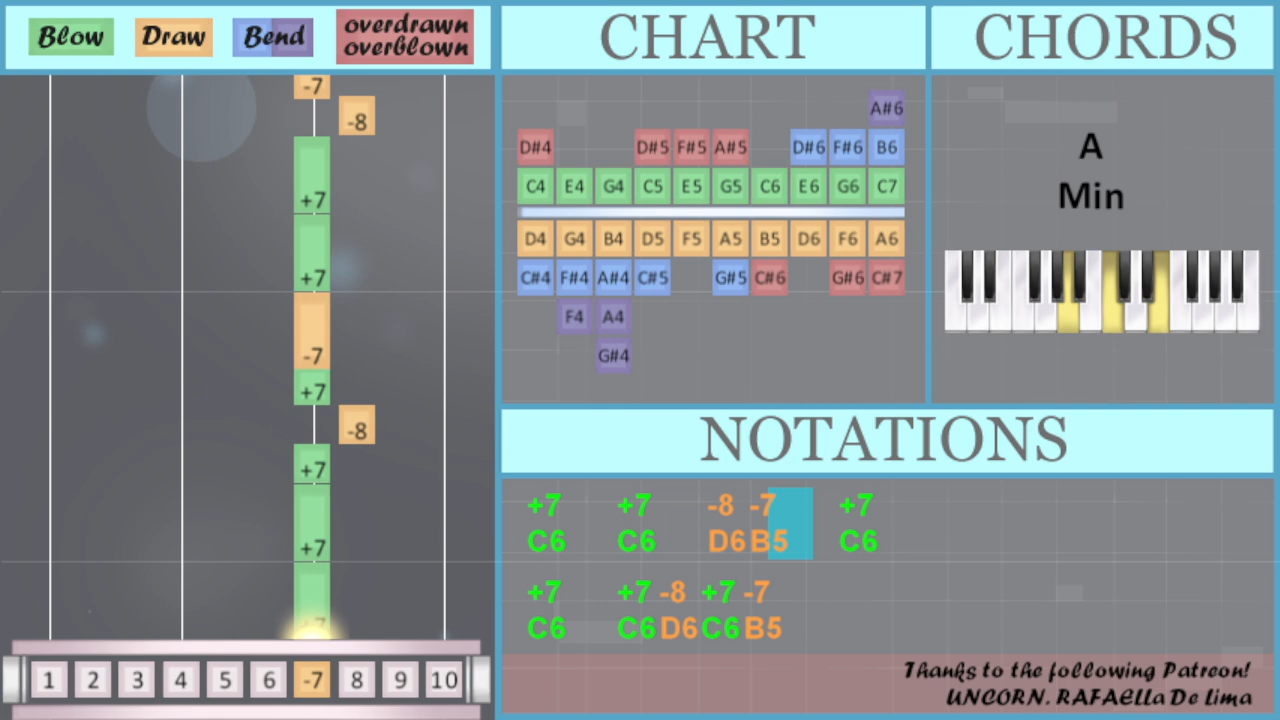 Blow Draw Bend overdrawn
overblown
CHART
CHORDS
-7
-8
+7
+7
-7
+7
-8
+7
+7
+7
1 2 3 4 5 6 -7 8 9 10
A#6
D#4 D#5 F#5 A#5 D#6 F#6 B6
C4 E4 G4 C5 E5 G5 C6 E6 G6 C7
D4 G4 B4 D5 F5 A5 B5 D6 F6 A6
C#4 F#4 A#4 C#5 G#5 C#6 G#6 C#7
F4 A4
G#4
A
Min
NOTATIONS
+7 +7 -8 -7 +7
C6 C6 D6 B5 C6
+7 +7 -8 +7 -7
C6 C6 D6 C6 B5
Thanks to the following Patreon!
UNCORN. RAFAElla De Lima